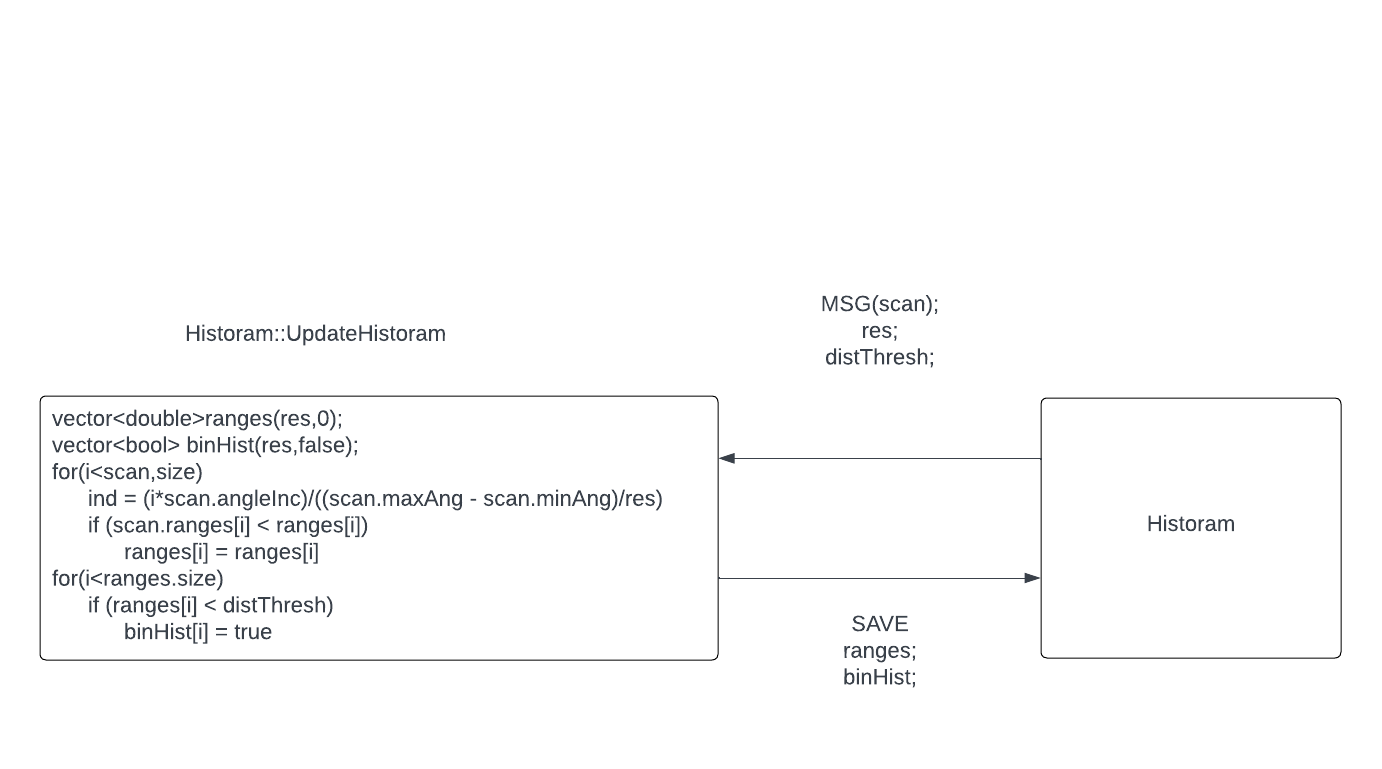 MSG(scan);
res;
distThresh;
Historam::UpdateHistoram
vector<double>ranges(res,0);
vector<bool> binHist(res,false);
for(i<scan,size)
ind = (i*scan.angleInc)/((scan.maxAng - scan.minAng)/res)
if (scan.ranges[i] < ranges[i])
ranges[i] = ranges[i]
for(i<ranges.size)
if (ranges[i] < distThresh)
binHist[i] = true
Historam
SAVE
ranges;
binHist;